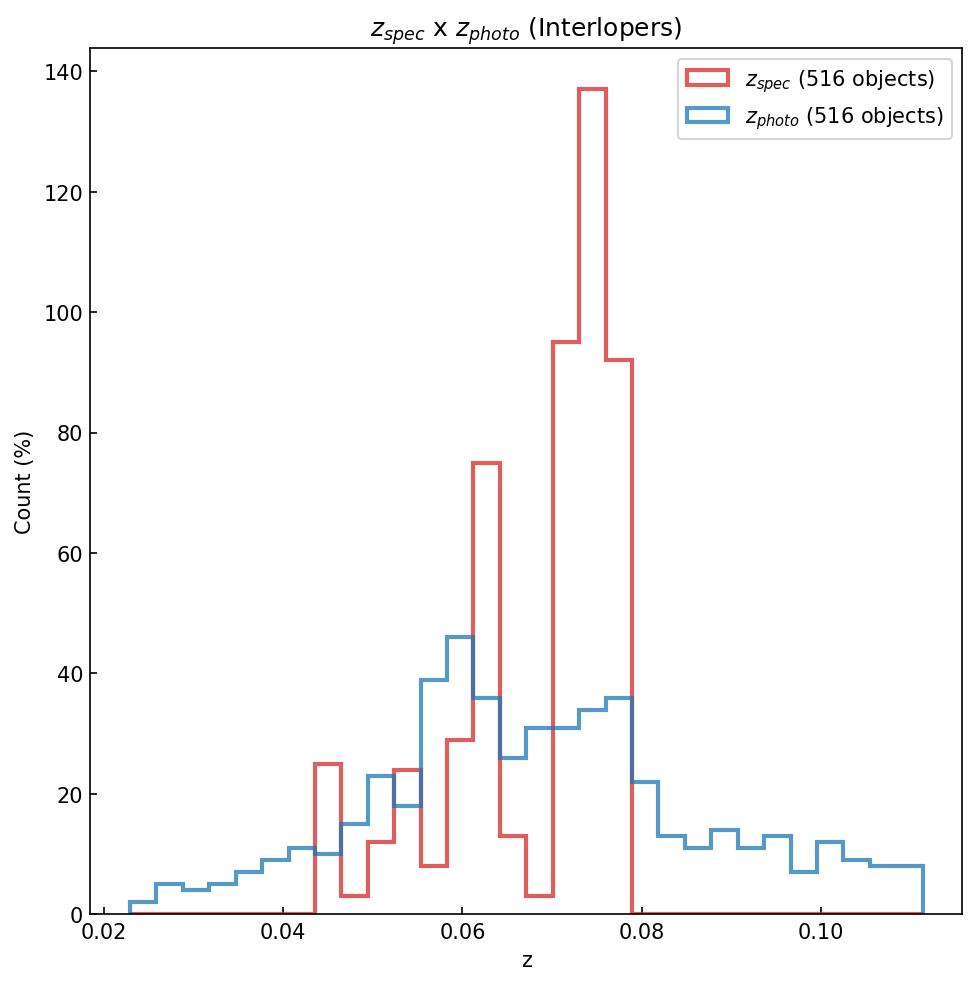 z_spec x z_photo (Interlopers)
z_spec (516 objects)
z_photo (516 objects)
140
120
100
80
60
40
20
0
Count (%)
0.02 0.04 0.06 0.08 0.10
z